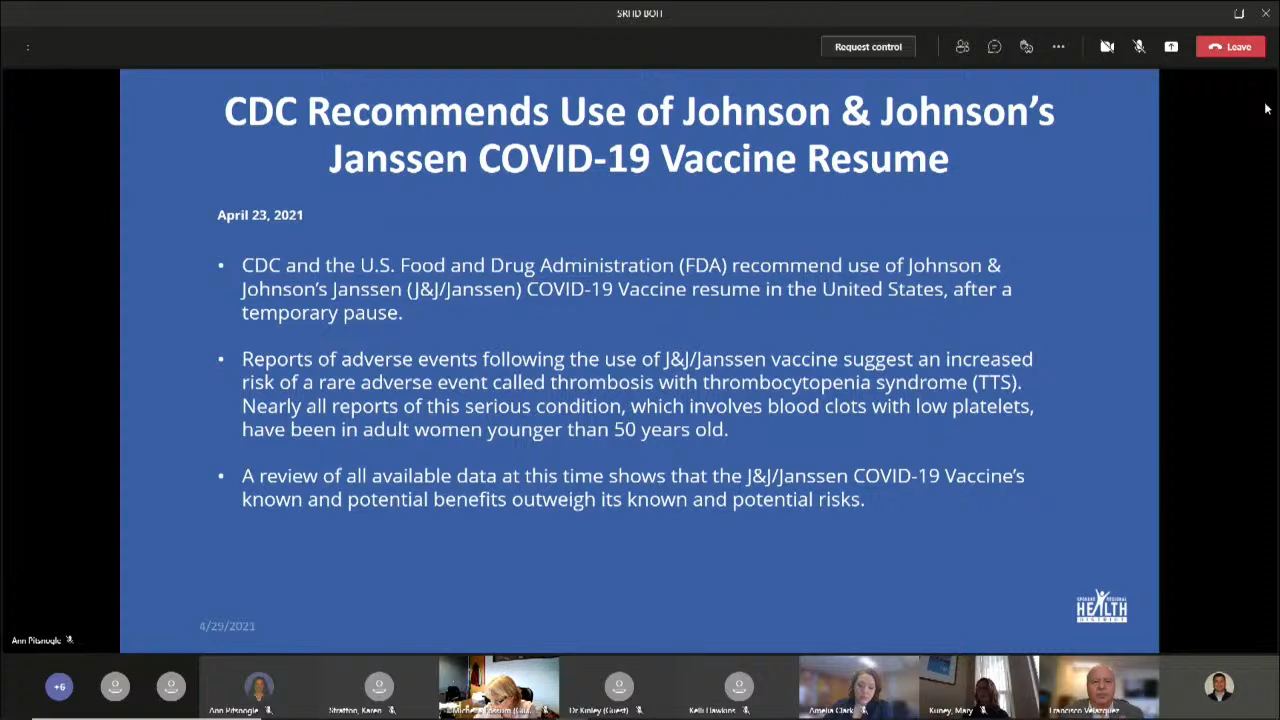 SRHD BOH
Request control
Leave
CDC Recommends Use of Johnson & Johnson’s
Janssen COVID-19 Vaccine Resume
April 23, 2021
• CDC and the U.S. Food and Drug Administration (FDA) recommend use of Johnson &
Johnson’s Janssen (J&J/Janssen) COVID-19 Vaccine resume in the United States, after a
temporary pause.
• Reports of adverse events following the use of J&J/Janssen vaccine suggest an increased
risk of a rare adverse event called thrombosis with thrombocytopenia syndrome (TTS).
Nearly all reports of this serious condition, which involves blood clots with low platelets,
have been in adult women younger than 50 years old.
• A review of all available data at this time shows that the J&J/Janssen COVID-19 Vaccine’s
known and potential benefits outweigh its known and potential risks.
SPOKANE REGIONAL
HEALTH
DISTRICT
4/29/2021
Ann Pitsnogle
+6
Ann Pitsnogle
Stratton, Karen
Dr Kinley (Guest)
Kelli Hawkins
Amelia Clark
Kuney, Mary
Francisco Velazquez